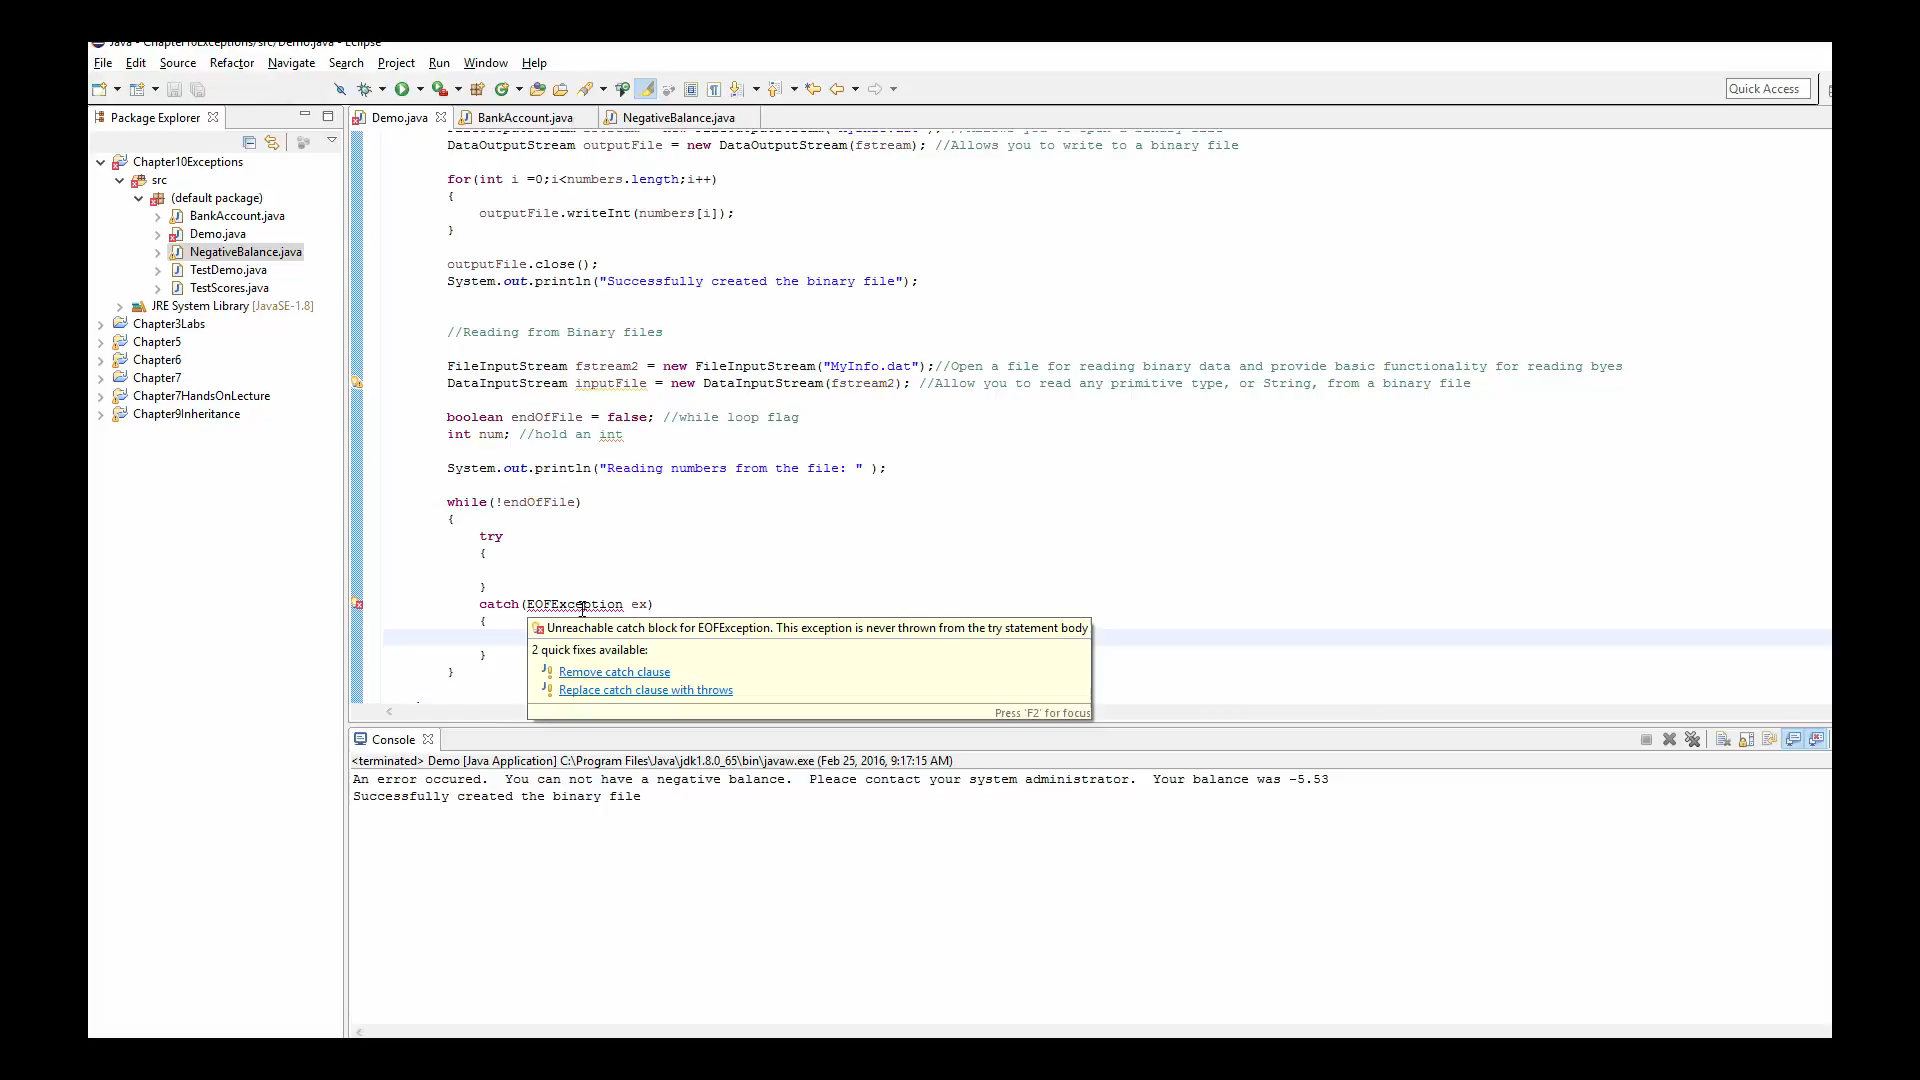 Java - Chapter10Exceptions/src/Demo.java - Eclipse
File Edit Source Refactor Navigate Search Project Run Window Help
Quick Access
Package Explorer
Demo.java BankAccount.java NegativeBalance.java
Chapter10Exceptions
src
(default package)
BankAccount.java
Demo.java
NegativeBalance.java
TestDemo.java
TestScores.java
JRE System Library [JavaSE-1.8]
Chapter3Labs
Chapter5
Chapter6
Chapter7
Chapter7HandsOnLecture
Chapter9Inheritance
DataOutputStream outputFile = new DataOutputStream(fstream); //Allows you to write to a binary file
for(int i =0;i<numbers.length;i++)
{
outputFile.writeInt(numbers[i]);
}
outputFile.close();
System.out.println("Successfully created the binary file");
//Reading from Binary files
FileInputStream fstream2 = new FileInputStream("MyInfo.dat");//Open a file for reading binary data and provide basic functionality for reading byes
DataInputStream inputFile = new DataInputStream(fstream2); //Allow you to read any primitive type, or String, from a binary file
boolean endOfFile = false; //while loop flag
int num; //hold an int
System.out.println("Reading numbers from the file: " );
while(!endOfFile)
{
try
{
}
catch(EOFException ex)
{
}
}
Unreachable catch block for EOFException. This exception is never thrown from the try statement body
2 quick fixes available:
Remove catch clause
Replace catch clause with throws
Press 'F2' for focus
Console
<terminated> Demo [Java Application] C:\Program Files\Java\jdk1.8.0_65\bin\javaw.exe (Feb 25, 2016, 9:17:15 AM)
An error occured.  You can not have a negative balance.  Pleace contact your system administrator.  Your balance was -5.53
Successfully created the binary file